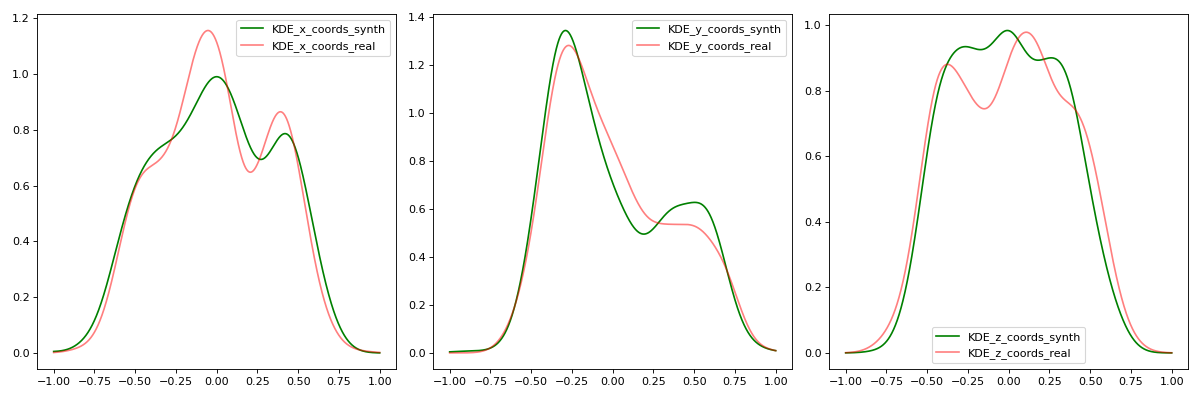 KDE_x_coords_synth
KDE_x_coords_real
1.2
1.0
0.8
0.6
0.4
0.2
0.0
−1.00 −0.75 −0.50 −0.25 0.00 0.25 0.50 0.75 1.00
KDE_y_coords_synth
KDE_y_coords_real
1.4
1.2
1.0
0.8
0.6
0.4
0.2
0.0
−1.00 −0.75 −0.50 −0.25 0.00 0.25 0.50 0.75 1.00
1.0
0.8
0.6
0.4
0.2
0.0
KDE_z_coords_synth
KDE_z_coords_real
−1.00 −0.75 −0.50 −0.25 0.00 0.25 0.50 0.75 1.00